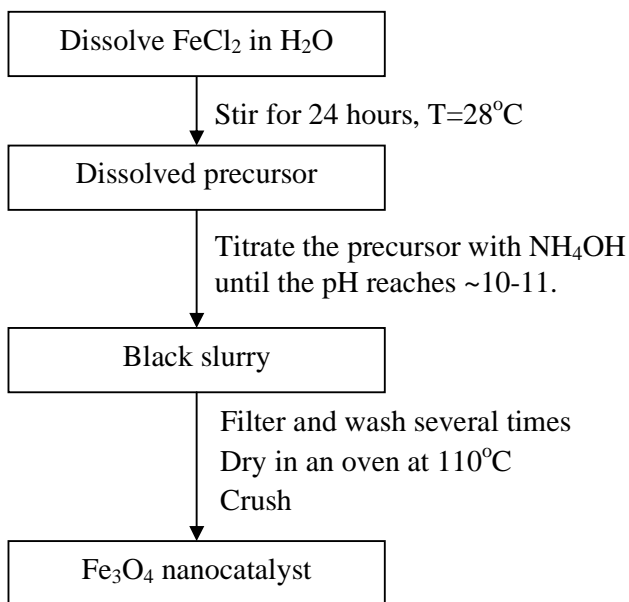 Dissolve FeCl₂ in H₂O
Stir for 24 hours, T=28°C
Dissolved precursor
Titrate the precursor with NH₄OH
until the pH reaches ~10-11.
Black slurry
Filter and wash several times
Dry in an oven at 110°C
Crush
Fe₃O₄ nanocatalyst